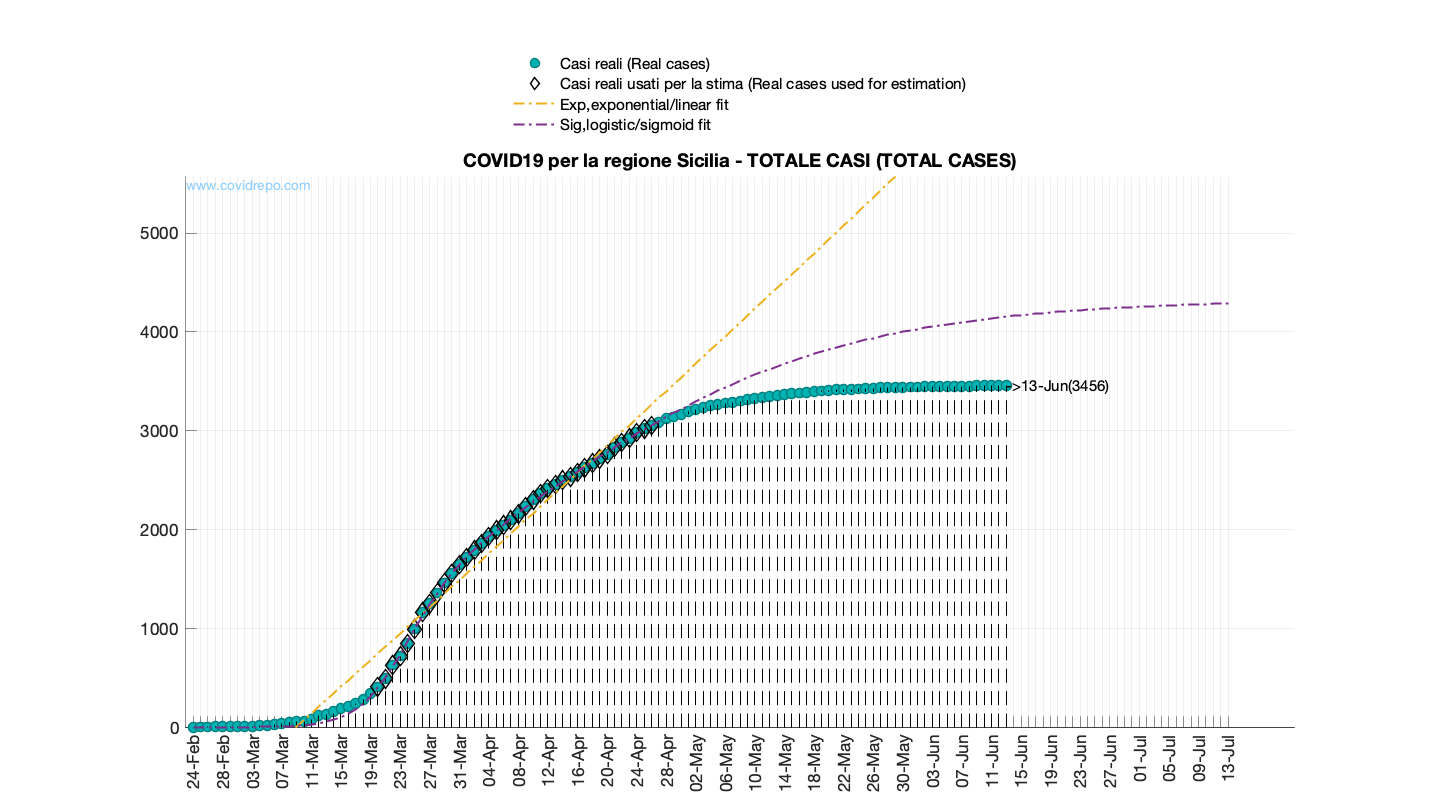 Casi reali (Real cases)
Casi reali usati per la stima (Real cases used for estimation)
Exp,exponential/linear fit
Sig,logistic/sigmoid fit
COVID19 per la regione Sicilia - TOTALE CASI (TOTAL CASES)
www.covidrepo.com
5000
4000
3000
2000
1000
0
>13-Jun(3456)
24-Feb
28-Feb
03-Mar
07-Mar
11-Mar
15-Mar
19-Mar
23-Mar
27-Mar
31-Mar
04-Apr
08-Apr
12-Apr
16-Apr
20-Apr
24-Apr
28-Apr
02-May
06-May
10-May
14-May
18-May
22-May
26-May
30-May
03-Jun
07-Jun
11-Jun
15-Jun
19-Jun
23-Jun
27-Jun
01-Jul
05-Jul
09-Jul
13-Jul